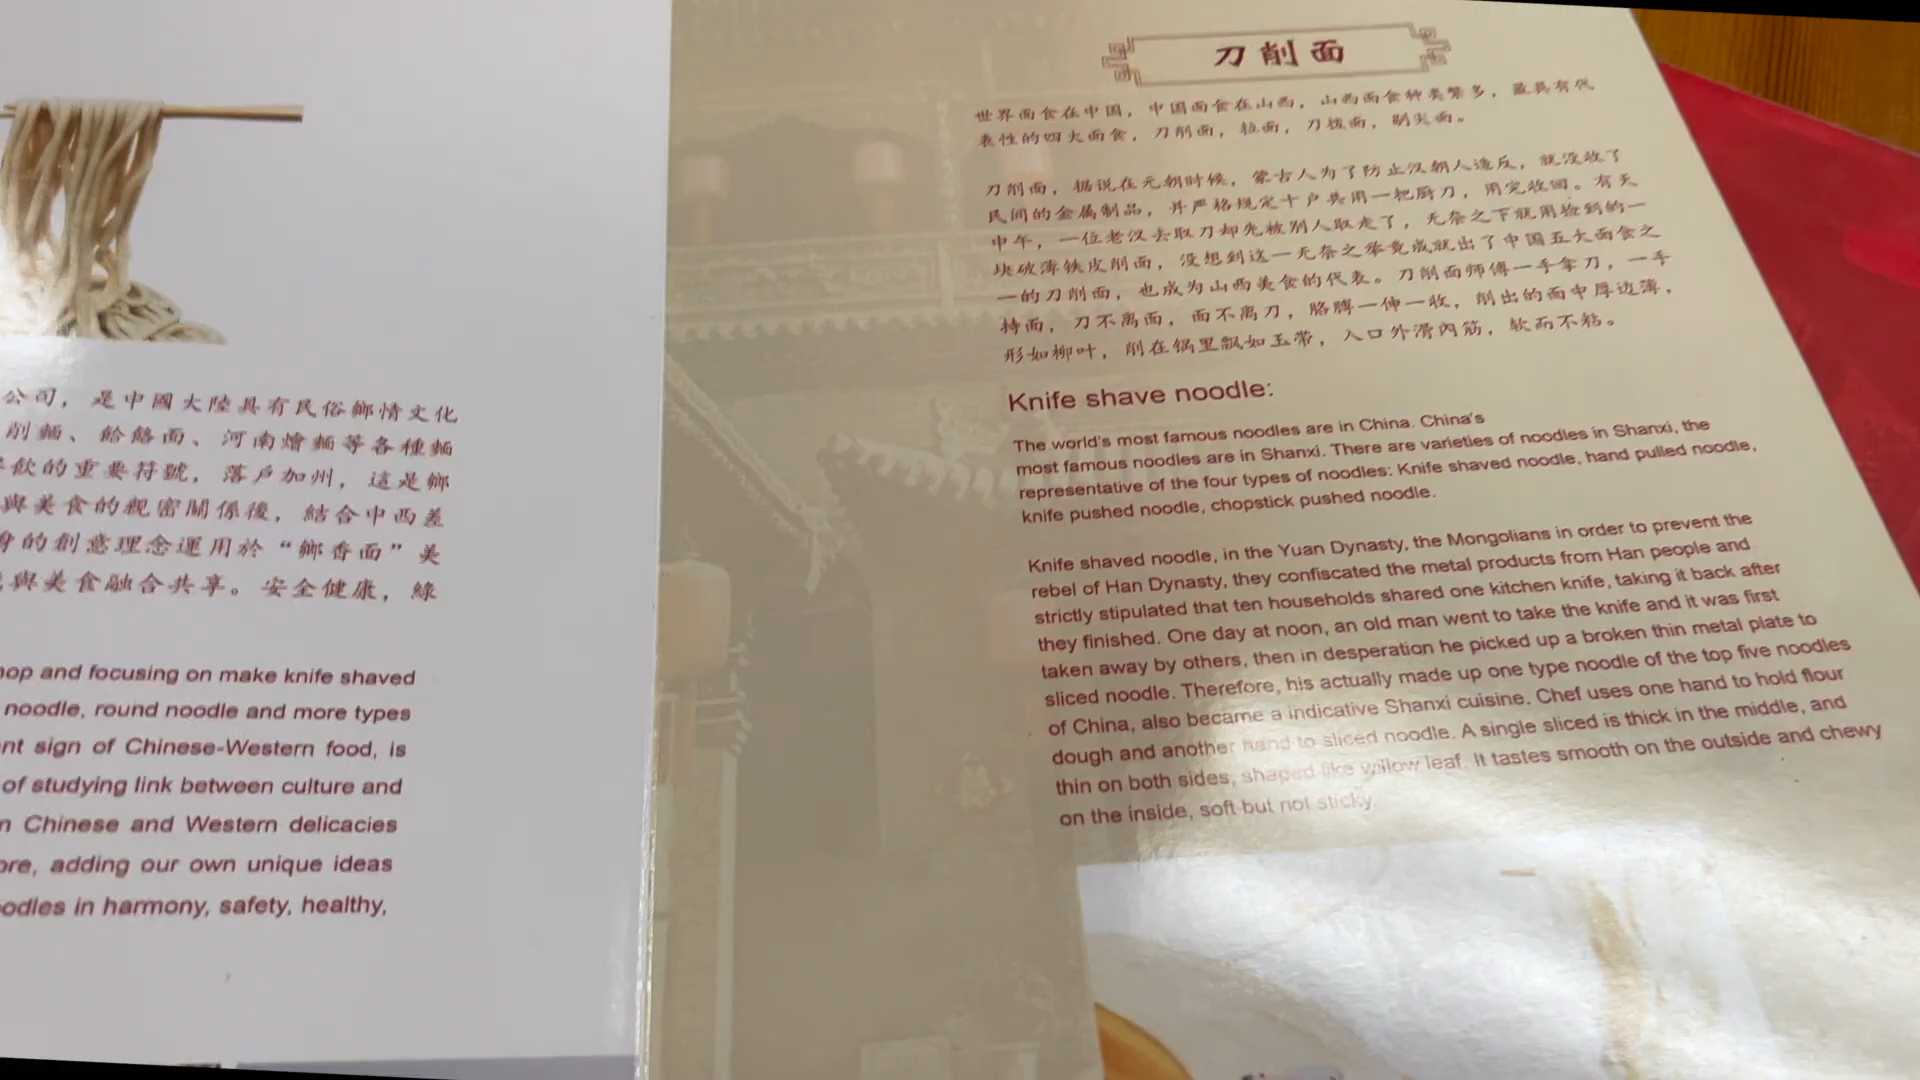 公司，是中國大陸具有民俗鄉情文化
削麵、餄餎面、河南燴麵等各種麵
飲的重要符號，落户加州，這是鄉
與美食的親密關係後，結合中西差
的創意理念運用於“鄉香面”美
與美食融合共享。安全健康，綠
and focusing on make knife shaved
noodle, round noodle and more types
sign of Chinese-Western food, is
of studying link between culture and
Chinese and Western delicacies
adding our own unique ideas
in harmony, safety, healthy,
刀削面
世界面食在中国，中国面食在山西，山西面食种类繁多，最具有代
表性的四大面食，刀削面，拉面，刀拨面，剔尖面。
刀削面，据说在元朝时候，蒙古人为了防止汉朝人造反，就没收了
民间的金属制品，并严格规定十户共用一把厨刀，用完收回。有天
中午，一位老汉去取刀却先被别人取走了，无奈之下就用捡到的一
块破薄铁皮削面，没想到这一无奈之举竟成就出了中国五大面食之
一的刀削面，也成为山西美食的代表。刀削面师傅一手拿刀，一手
持面，刀不离面，面不离刀，胳膊一伸一收，削出的面中厚边薄，
形如柳叶，削在锅里飘如玉带，入口外滑内筋，软而不粘。
Knife shave noodle:
The world's most famous noodles are in China. China's
most famous noodles are in Shanxi. There are varieties of noodles in Shanxi, the
representative of the four types of noodles: Knife shaved noodle, hand pulled noodle,
knife pushed noodle, chopstick pushed noodle.
Knife shaved noodle, in the Yuan Dynasty, the Mongolians in order to prevent the
rebel of Han Dynasty, they confiscated the metal products from Han people and
strictly stipulated that ten households shared one kitchen knife, taking it back after
they finished. One day at noon, an old man went to take the knife and it was first
taken away by others, then in desperation he picked up a broken thin metal plate to
sliced noodle. Therefore, his actually made up one type noodle of the top five noodles
of China, also became a indicative Shanxi cuisine. Chef uses one hand to hold flour
dough and another hand to sliced noodle. A single sliced is thick in the middle, and
thin on both sides, shaped like willow leaf. It tastes smooth on the outside and chewy
on the inside, soft but not sticky.